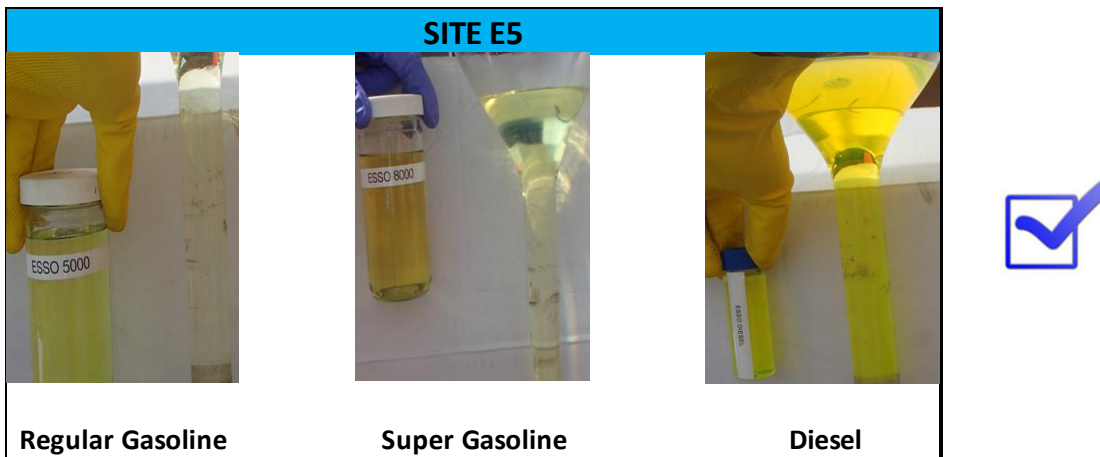 SITE E5
ESSO 5000
ESSO 8000
ESSO DIESEL
Regular Gasoline
Super Gasoline
Diesel